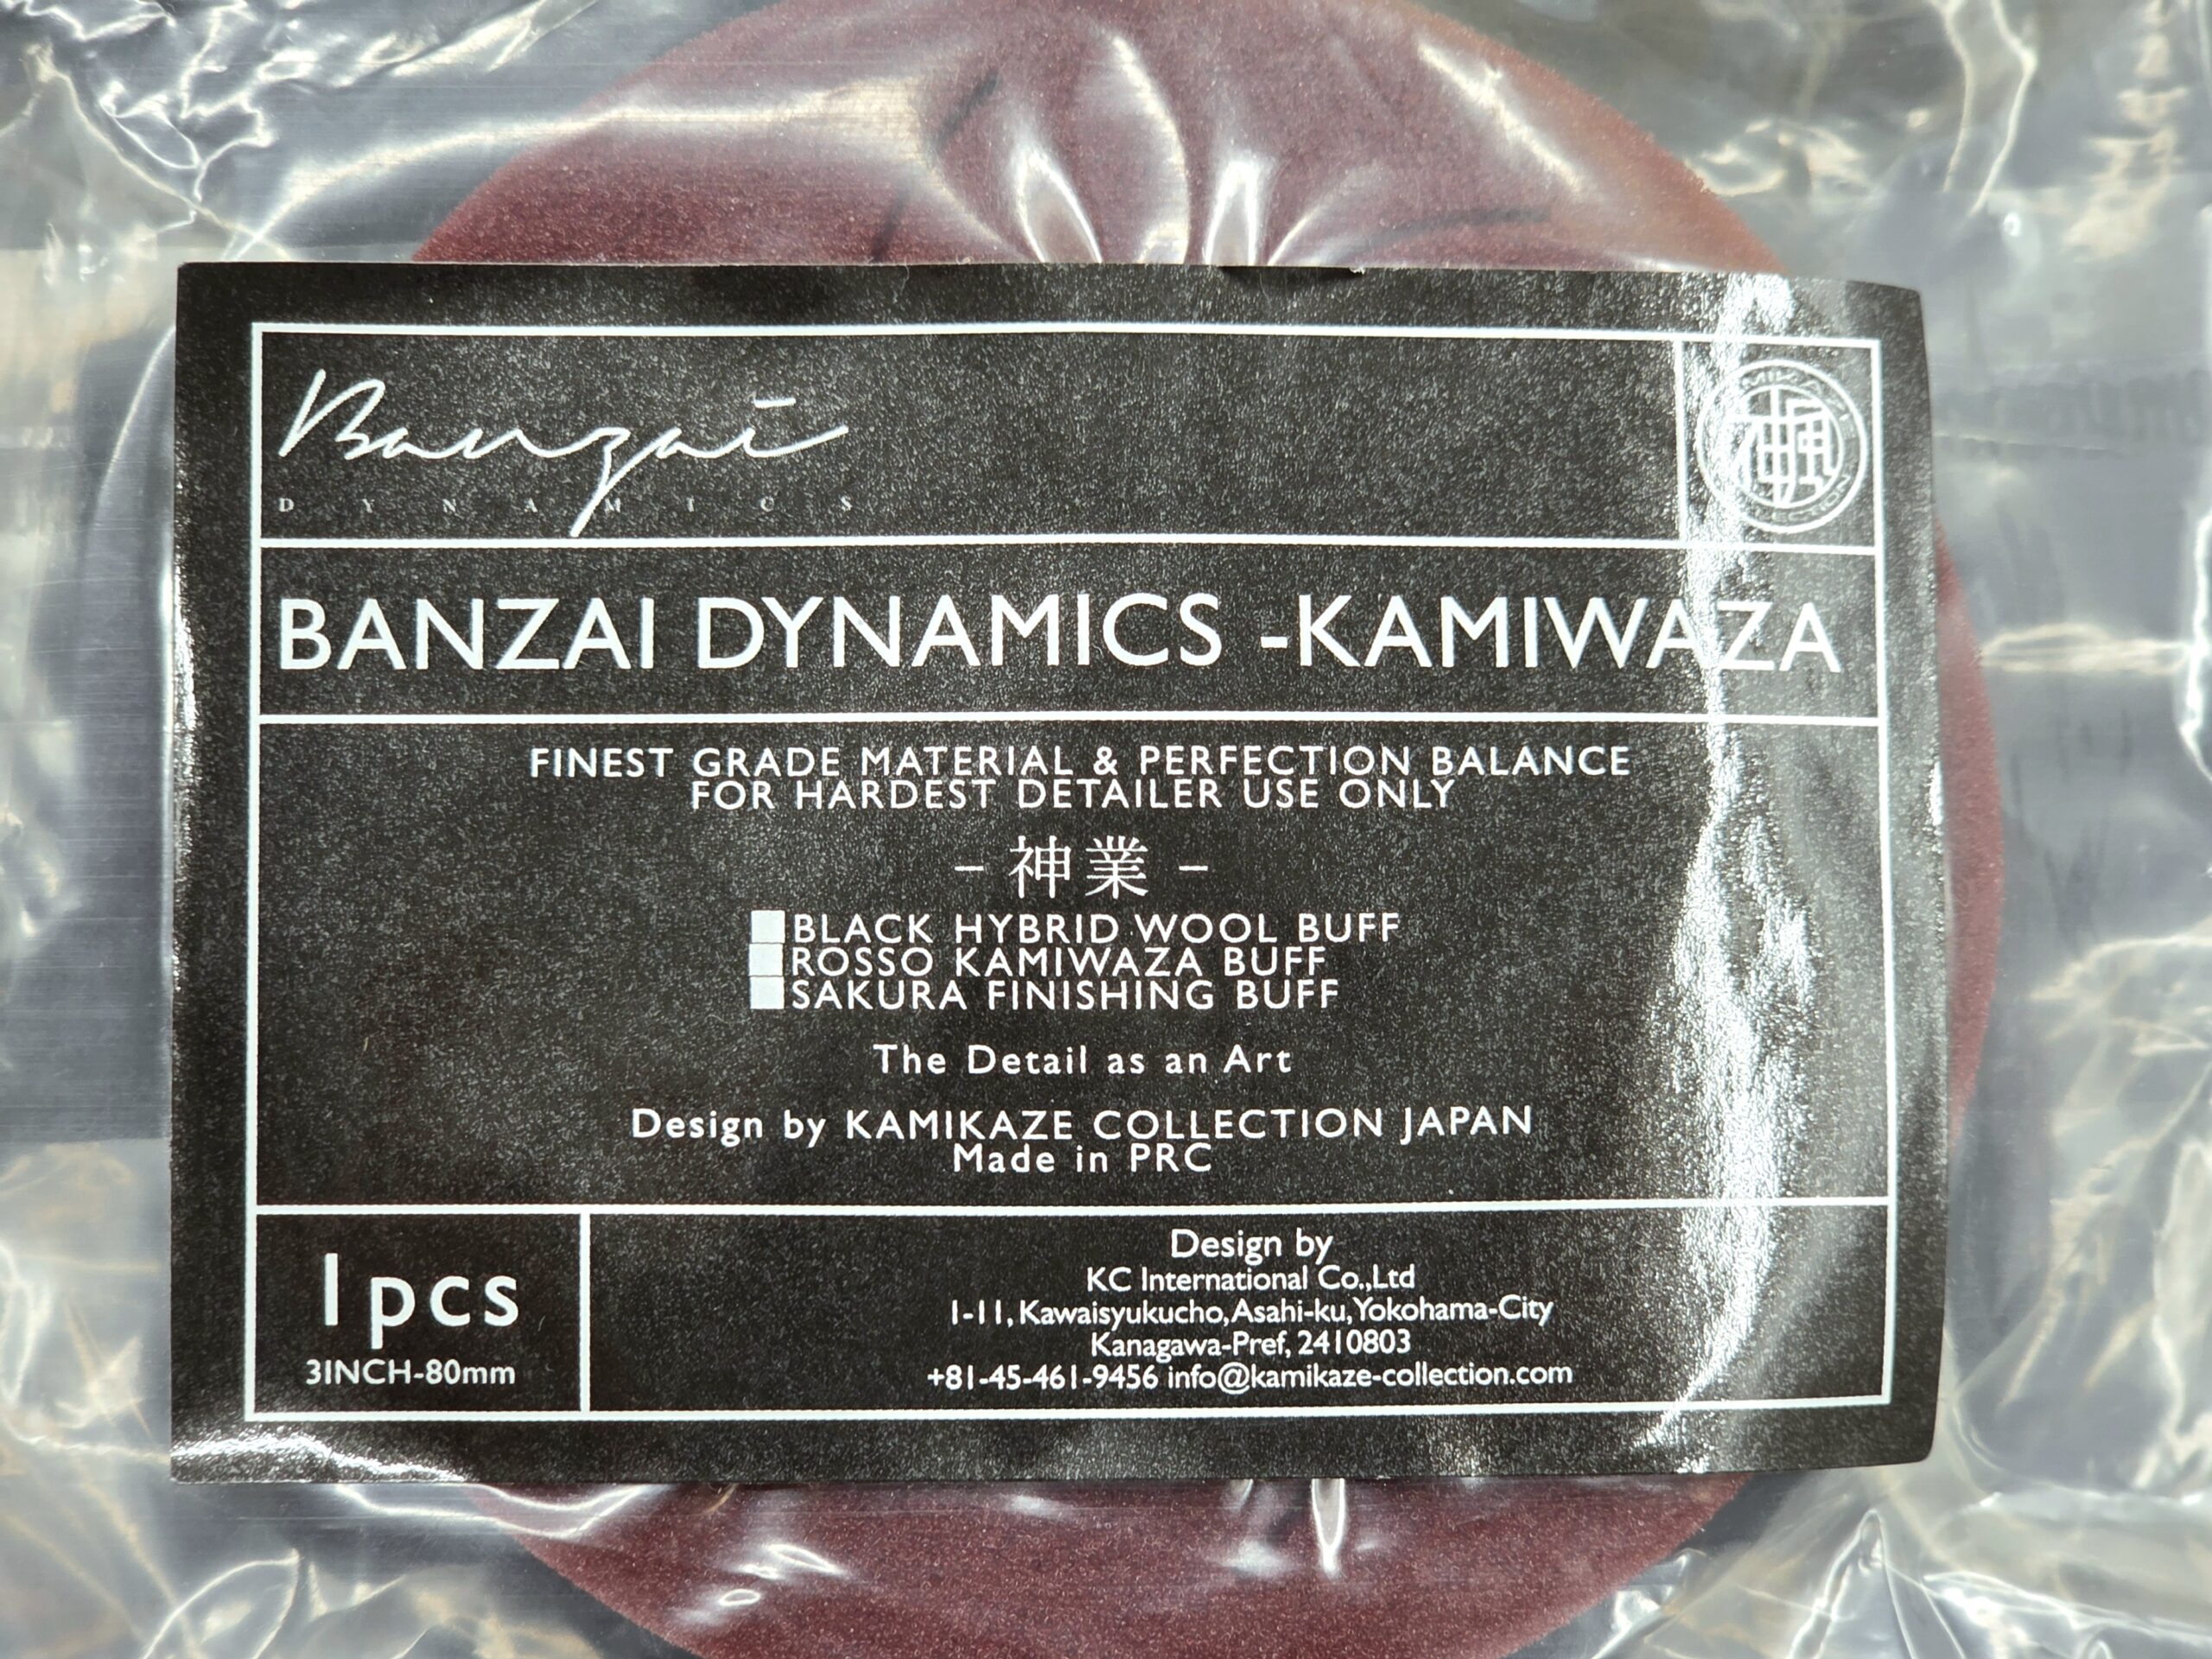 Banzai
DYNAMICS
BANZAI DYNAMICS -KAMIWAZA
FINEST GRADE MATERIAL & PERFECTION BALANCE
FOR HARDEST DETAILER USE ONLY
- 神業 -
BLACK HYBRID WOOL BUFF
ROSSO KAMIWAZA BUFF
SAKURA FINISHING BUFF
The Detail as an Art
Design by KAMIKAZE COLLECTION JAPAN
Made in PRC
1pcs
3INCH-80mm
Design by
KC International Co.,Ltd
1-11, Kawaisyukucho,Asahi-ku,Yokohama-City
Kanagawa-Pref, 2410803
+81-45-461-9456 info@kamikaze-collection.com